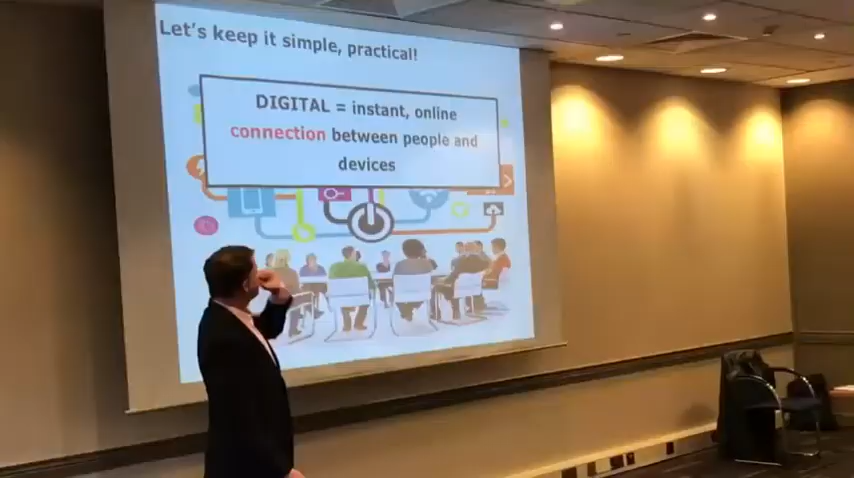 Let's keep it simple, practical!
DIGITAL = instant, online
connection between people and
devices